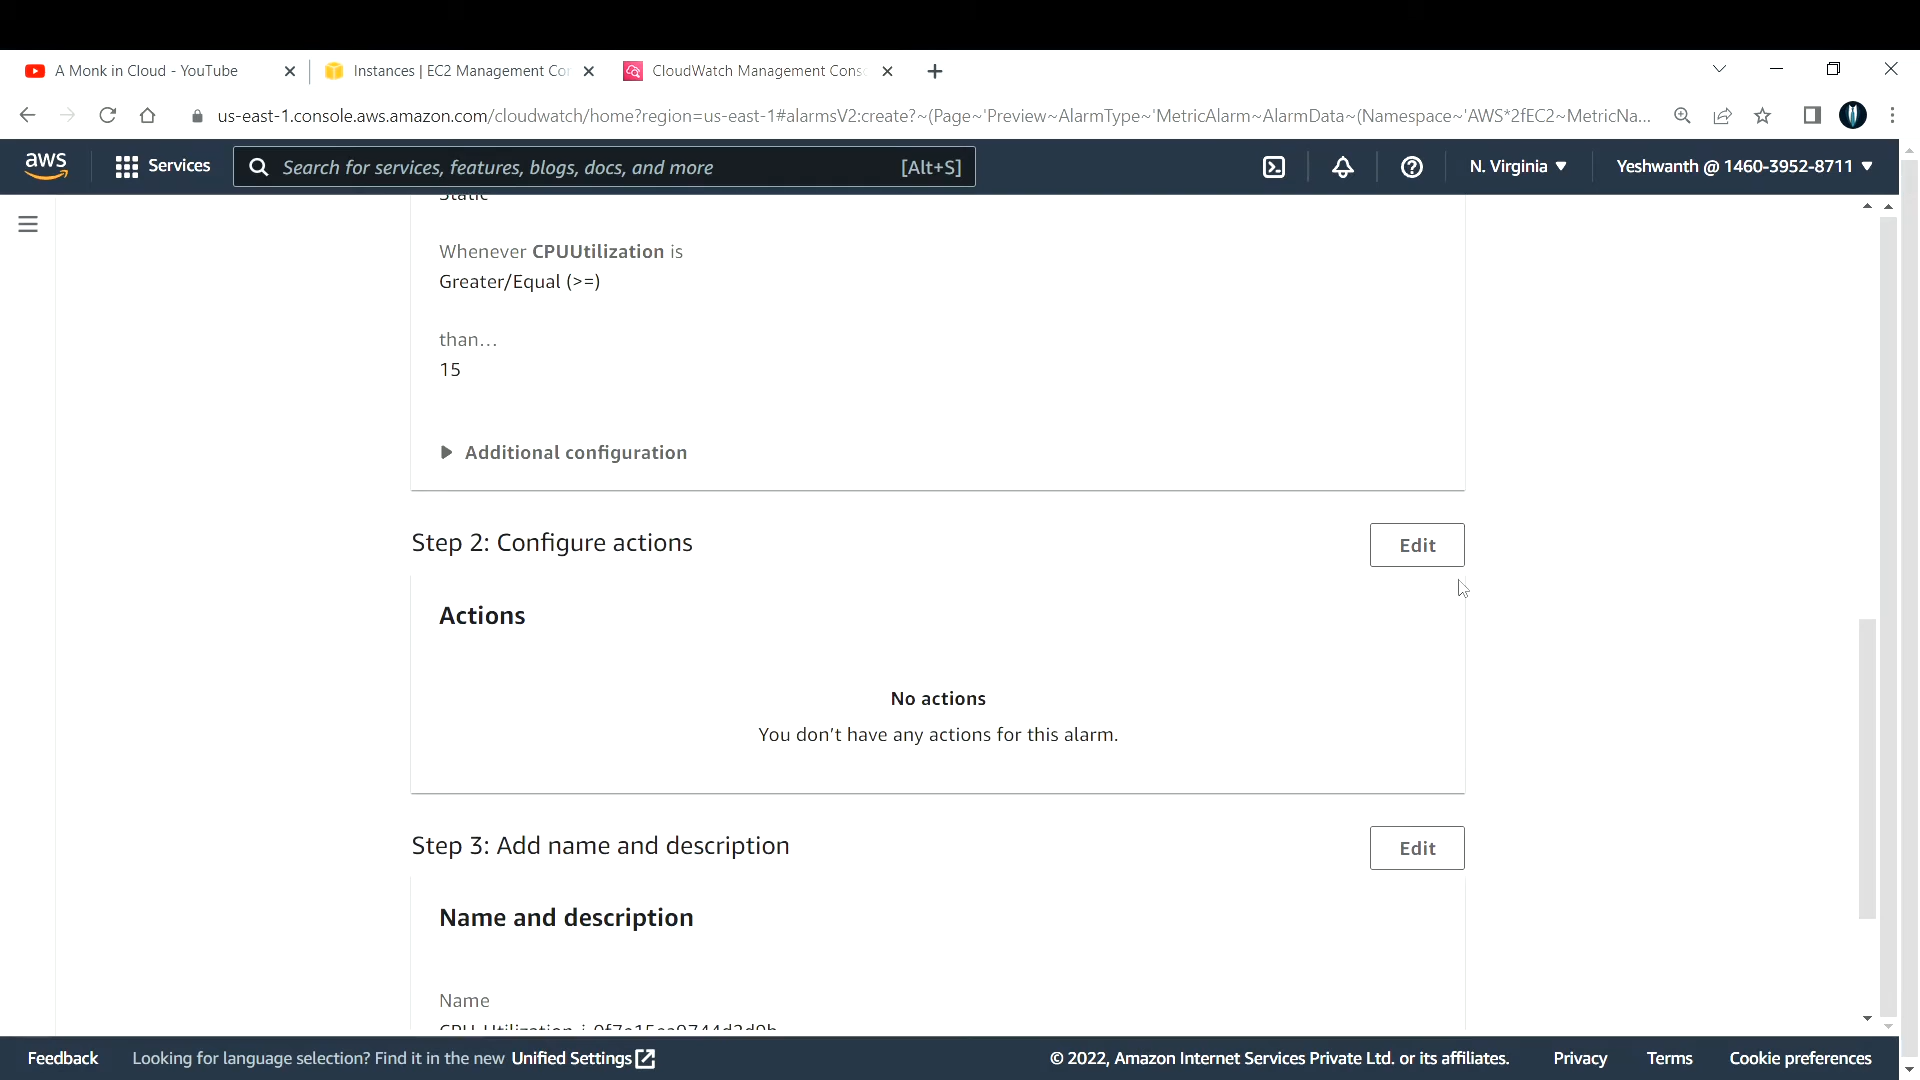 A Monk in Cloud - YouTube
Instances | EC2 Management Co
CloudWatch Management Cons
us-east-1.console.aws.amazon.com/cloudwatch/home?region=us-east-1#alarmsV2:create?~(Page~'Preview~AlarmType~'MetricAlarm~AlarmData~(Namespace~'AWS*2fEC2~MetricNa...
aws
Services
Search for services, features, blogs, docs, and more
[Alt+S]
N. Virginia
Yeshwanth @ 1460-3952-8711
Static
Whenever CPUUtilization is
Greater/Equal (>=)
than...
15
Additional configuration
Step 2: Configure actions
Edit
Actions
No actions
You don't have any actions for this alarm.
Step 3: Add name and description
Edit
Name and description
Name
Feedback
Looking for language selection? Find it in the new Unified Settings
© 2022, Amazon Internet Services Private Ltd. or its affiliates.
Privacy
Terms
Cookie preferences